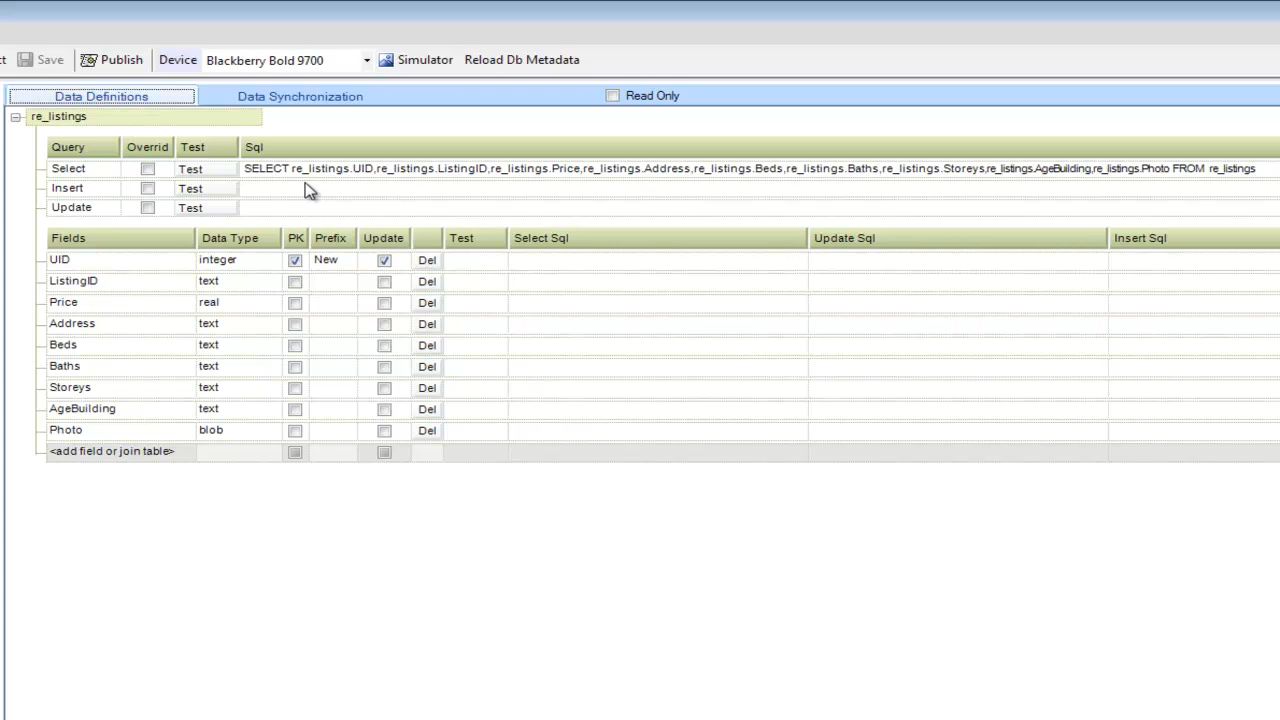 ct Save Publish Device Blackberry Bold 9700 Simulator Reload Db Metadata
Data Definitions Data Synchronization Read Only
re_listings
Query Overrid Test Sql
Select Test SELECT re_listings.UID,re_listings.ListingID,re_listings.Price,re_listings.Address,re_listings.Beds,re_listings.Baths,re_listings.Storeys,re_listings.AgeBuilding,re_listings.Photo FROM re_listings
Insert Test
Update Test
Fields Data Type PK Prefix Update Test Select Sql Update Sql Insert Sql
UID integer New Del
ListingID text Del
Price real Del
Address text Del
Beds text Del
Baths text Del
Storeys text Del
AgeBuilding text Del
Photo blob Del
<add field or join table>